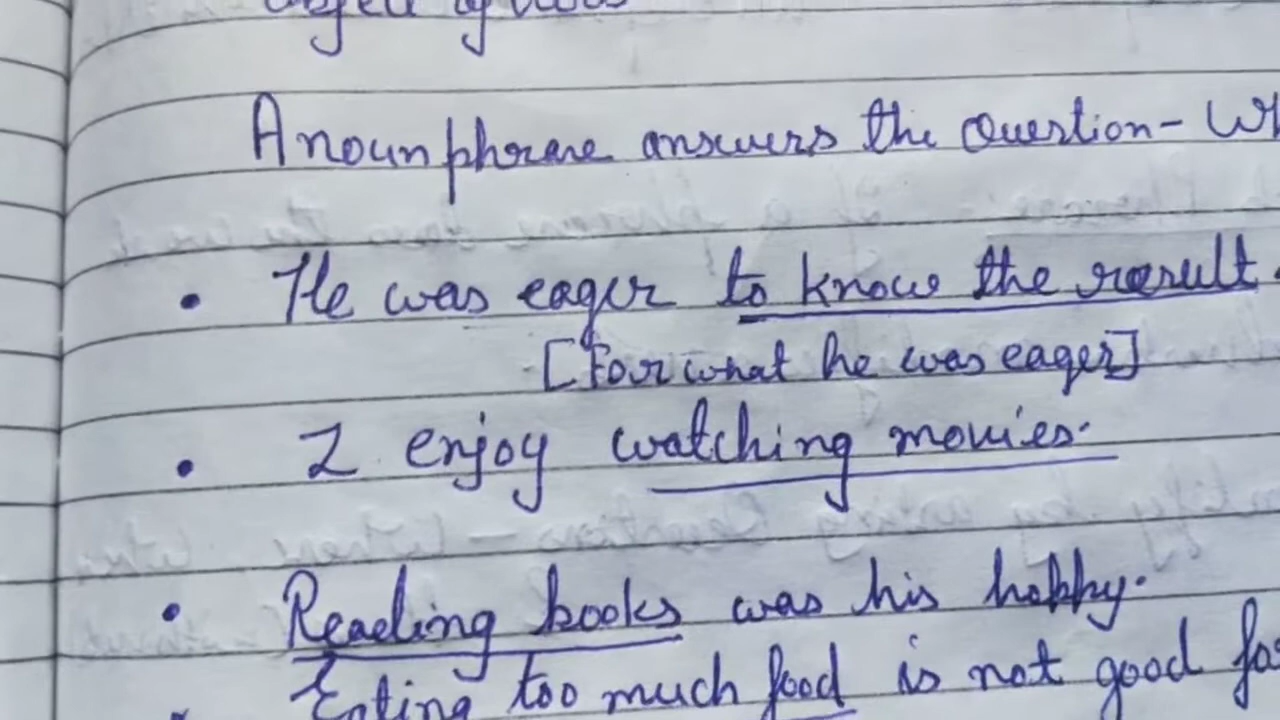 A noun phrase answers the Question-
• He was eager to know the result.
[For what he was eager]
• I enjoy watching movies.
• Reading books was his hobby.
Eating too much food is not good